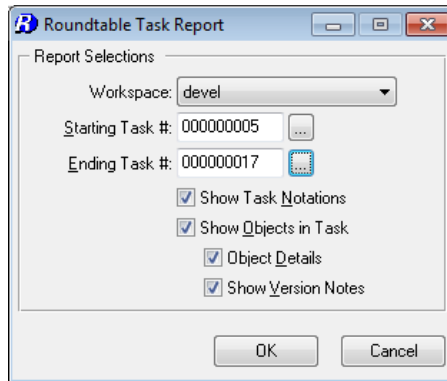 Roundtable Task Report
Report Selections
Workspace: devel
Starting Task #: 000000005 ...
Ending Task #: 000000017 ...
Show Task Notations
Show Objects in Task
Object Details
Show Version Notes
OK Cancel